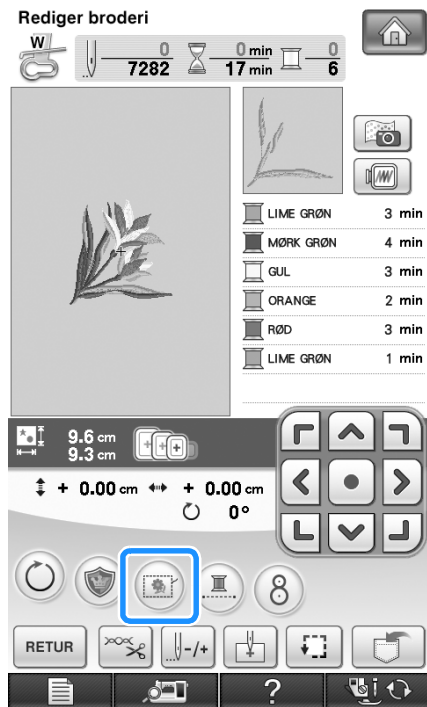 Rediger broderi
W
0 0 min 0
7282 17 min 6
LIME GRØN 3 min
MØRK GRØN 4 min
GUL 3 min
ORANGE 2 min
RØD 3 min
LIME GRØN 1 min
9.6 cm
9.3 cm
+ 0.00 cm + 0.00 cm
0°
8
RETUR -/+
?